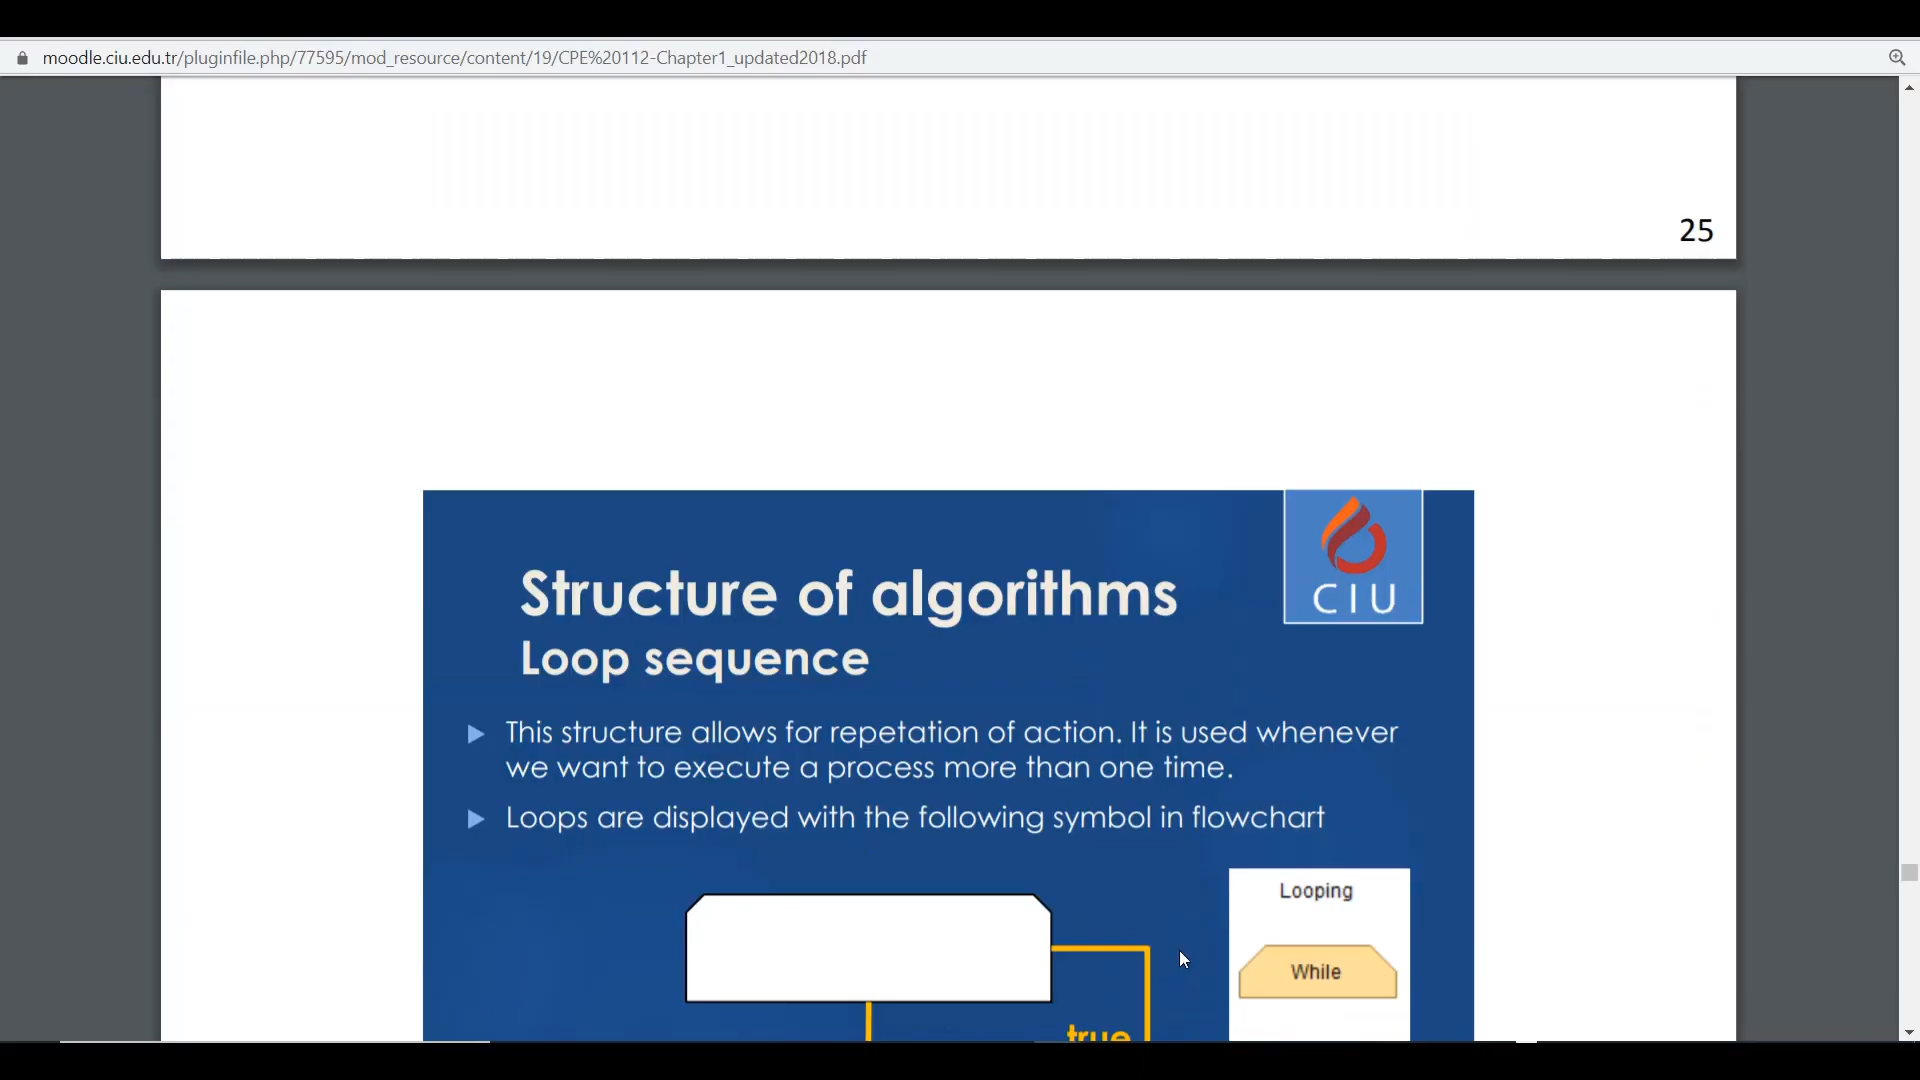 moodle.ciu.edu.tr/pluginfile.php/77595/mod_resource/content/19/CPE%20112-Chapter1_updated2018.pdf
25
CIU
Structure of algorithms
Loop sequence
This structure allows for repetation of action. It is used whenever
we want to execute a process more than one time.
Loops are displayed with the following symbol in flowchart
Looping
While
true